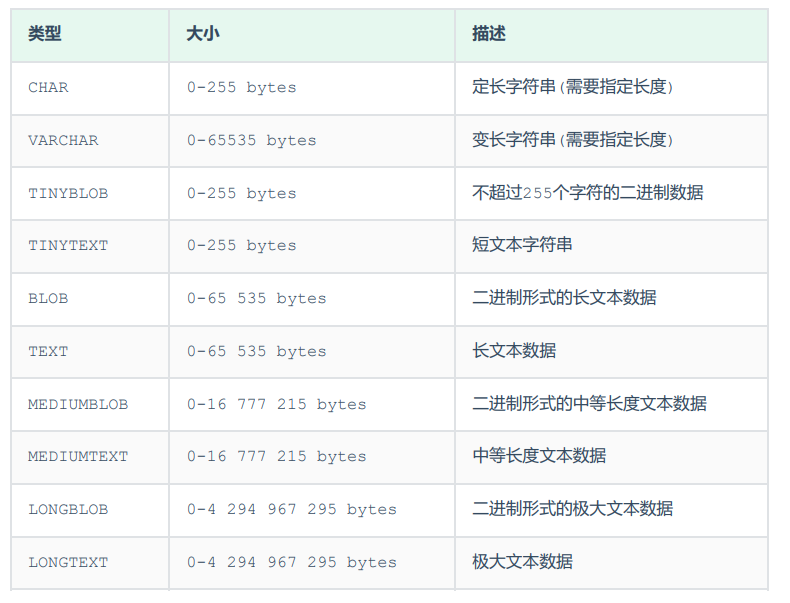 类型 大小 描述
CHAR 0-255 bytes 定长字符串(需要指定长度)
VARCHAR 0-65535 bytes 变长字符串(需要指定长度)
TINYBLOB 0-255 bytes 不超过255个字符的二进制数据
TINYTEXT 0-255 bytes 短文本字符串
BLOB 0-65 535 bytes 二进制形式的长文本数据
TEXT 0-65 535 bytes 长文本数据
MEDIUMBLOB 0-16 777 215 bytes 二进制形式的中等长度文本数据
MEDIUMTEXT 0-16 777 215 bytes 中等长度文本数据
LONGBLOB 0-4 294 967 295 bytes 二进制形式的极大文本数据
LONGTEXT 0-4 294 967 295 bytes 极大文本数据